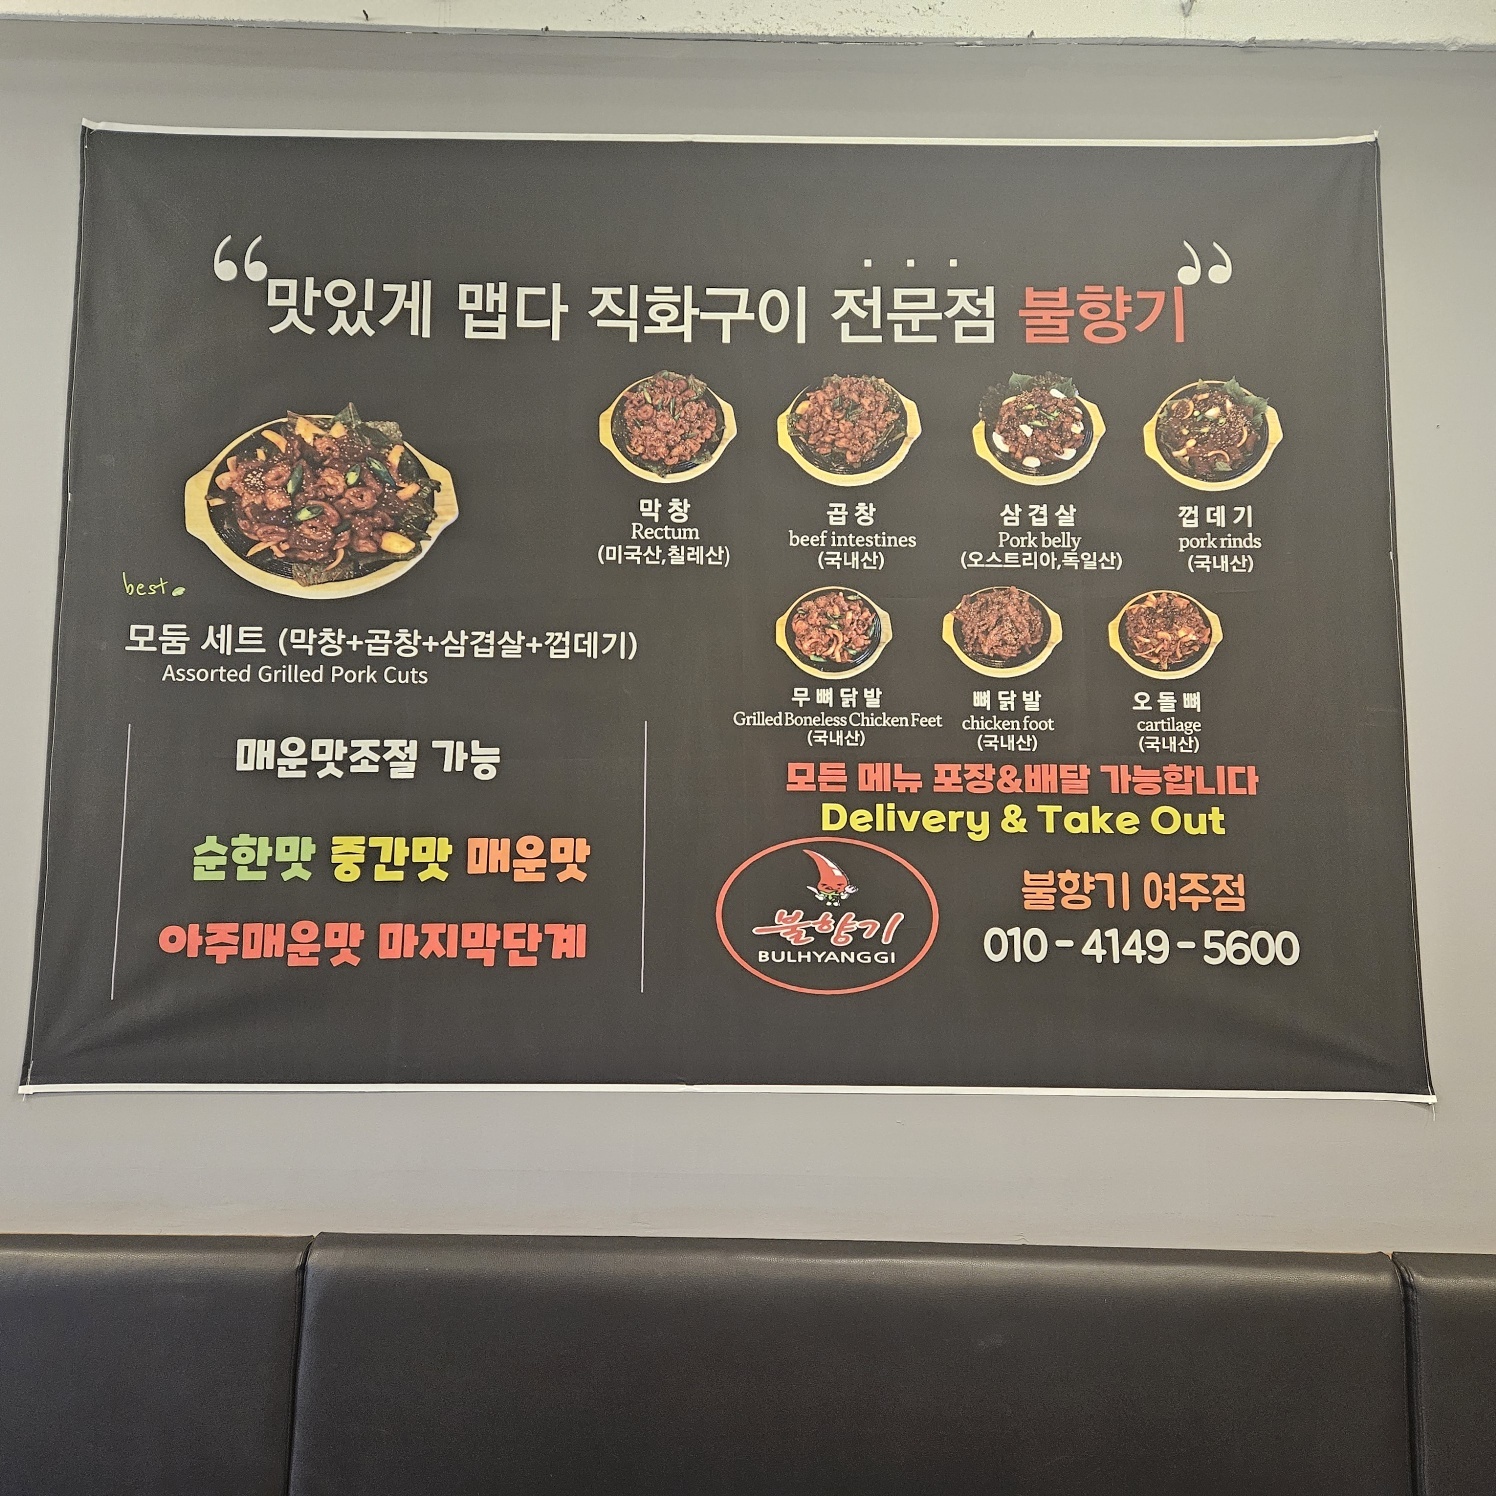 “맛있게 맵다 직화구이 전문점 불향기”
best
모둠 세트 (막창+곱창+삼겹살+껍데기)
Assorted Grilled Pork Cuts
막창
Rectum
(미국산,칠레산)
곱창
beef intestines
(국내산)
삼겹살
Pork belly
(오스트리아,독일산)
껍데기
pork rinds
(국내산)
무뼈닭발
Grilled Boneless Chicken Feet
(국내산)
뼈닭발
chicken foot
(국내산)
오돌뼈
cartilage
(국내산)
매운맛조절 가능
순한맛 중간맛 매운맛
아주매운맛 마지막단계
모든 메뉴 포장&배달 가능합니다
Delivery & Take Out
불향기
BULHYANGGI
불향기 여주점
010-4149-5600